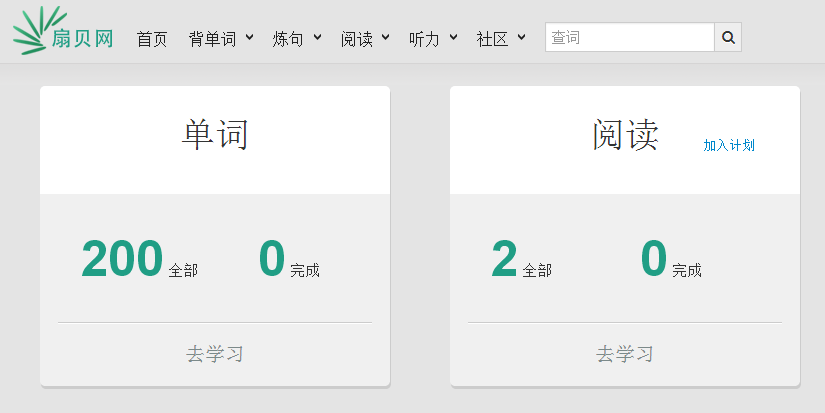 扇贝网 首页 背单词 炼句 阅读 听力 社区 查词
单词
阅读 加入计划
200 全部 0 完成
2 全部 0 完成
去学习
去学习